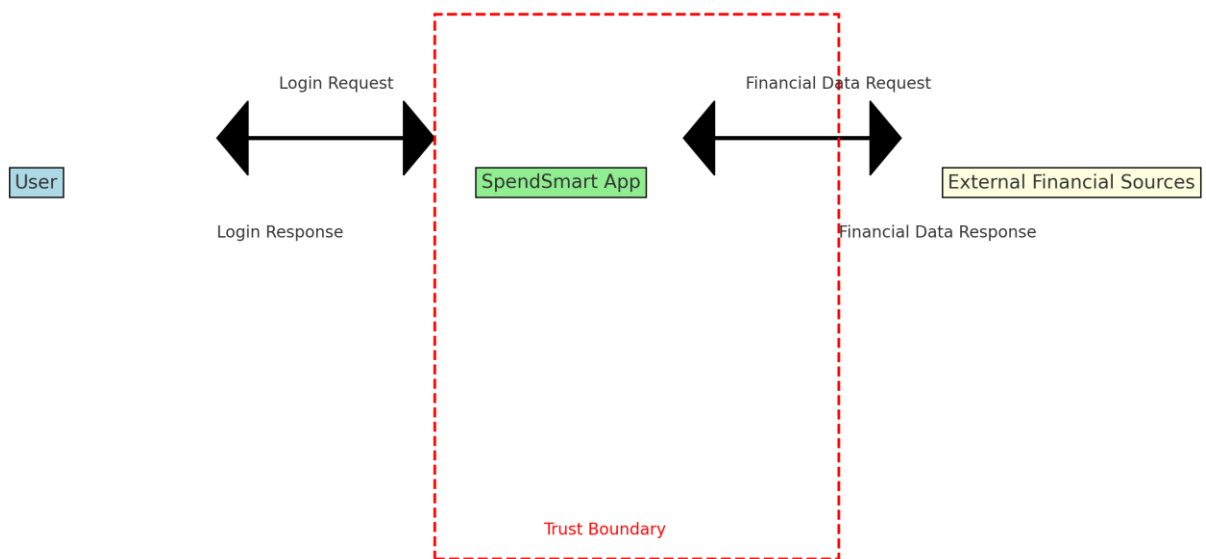 Login Request
Financial Data Request
User
SpendSmart App
External Financial Sources
Login Response
Financial Data Response
Trust Boundary